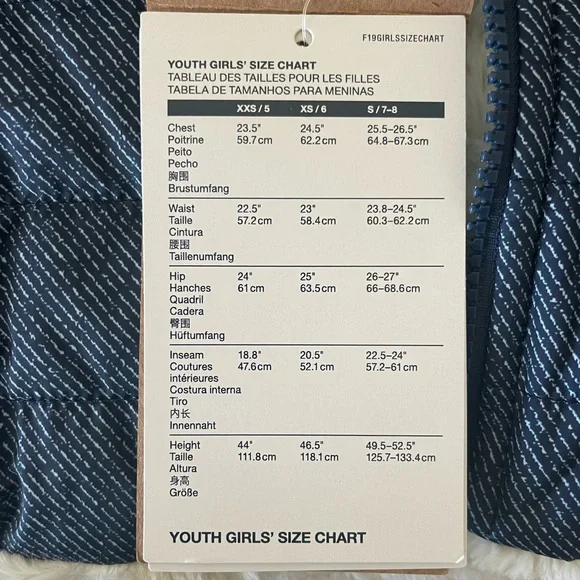 F19GIRLSSIZECHART
YOUTH GIRLS' SIZE CHART
TABLEAU DES TAILLES POUR LES FILLES
TABELA DE TAMANHOS PARA MENINAS
XXS / 5 XS / 6 S / 7–8
Chest 23.5" 24.5" 25.5–26.5"
Poitrine 59.7 cm 62.2 cm 64.8–67.3 cm
Peito
Pecho
胸围
Brustumfang
Waist 22.5" 23" 23.8–24.5"
Taille 57.2 cm 58.4 cm 60.3–62.2 cm
Cintura
腰围
Taillenumfang
Hip 24" 25" 26–27"
Hanches 61 cm 63.5 cm 66–68.6 cm
Quadril
Cadera
臀围
Hüftumfang
Inseam 18.8" 20.5" 22.5–24"
Coutures 47.6 cm 52.1 cm 57.2–61 cm
intérieures
Costura interna
Tiro
内长
Innennaht
Height 44" 46.5" 49.5–52.5"
Taille 111.8 cm 118.1 cm 125.7–133.4 cm
Altura
身高
Größe
YOUTH GIRLS' SIZE CHART